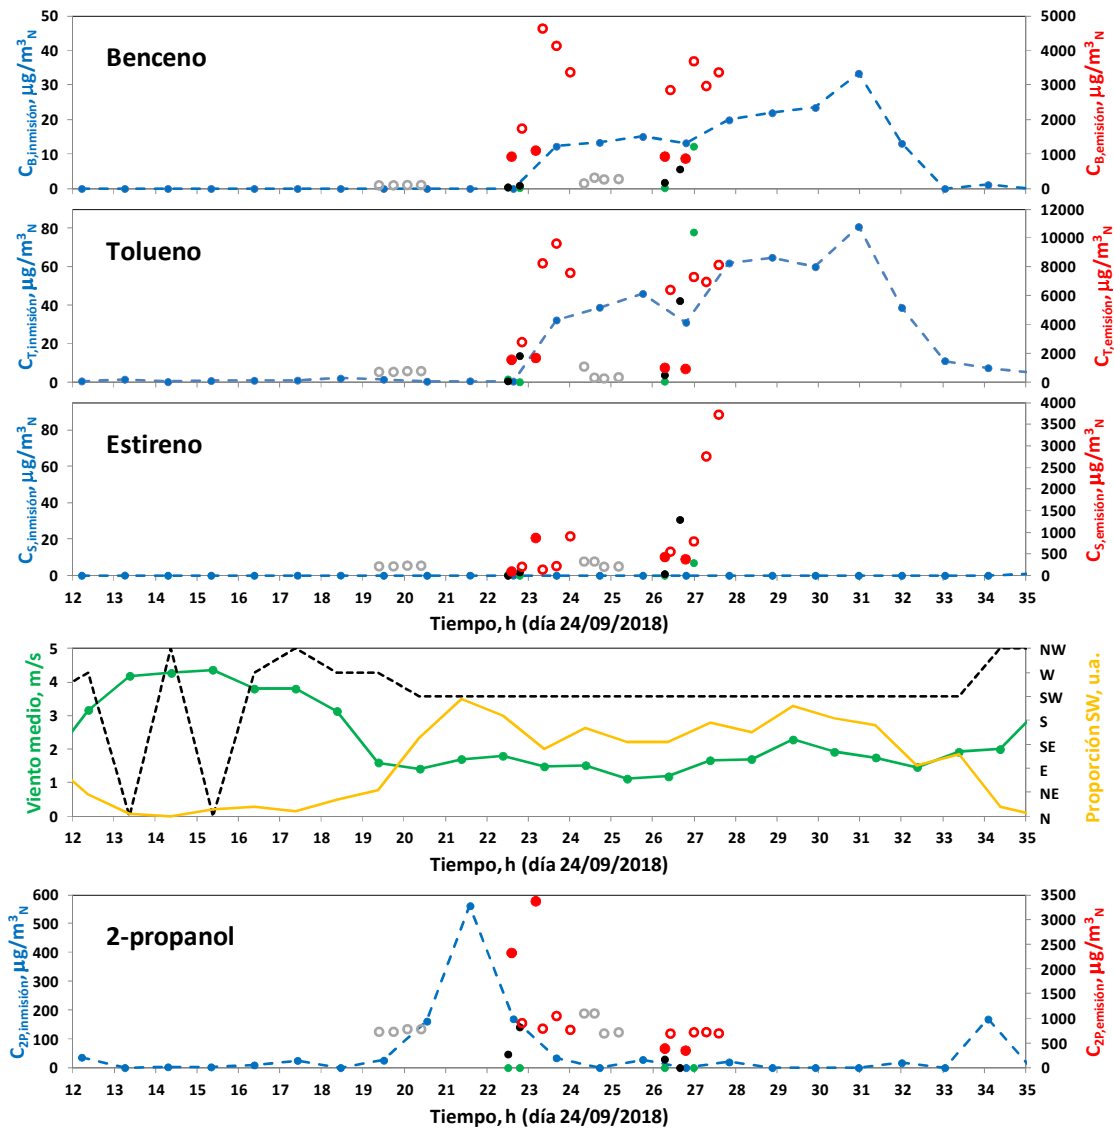 Benceno
C_B,inmisión, µg/m³_N
50
40
30
20
10
0
5000
4000
3000
2000
1000
0
C_B,emisión, µg/m³_N
Tolueno
C_T,inmisión, µg/m³_N
80
60
40
20
0
12000
10000
8000
6000
4000
2000
0
C_T,emisión, µg/m³_N
Estireno
C_S,inmisión, µg/m³_N
80
60
40
20
0
4000
3500
3000
2500
2000
1500
1000
500
0
C_S,emisión, µg/m³_N
12 13 14 15 16 17 18 19 20 21 22 23 24 25 26 27 28 29 30 31 32 33 34 35
Tiempo, h (día 24/09/2018)
Viento medio, m/s
5
4
3
2
1
0
NW
W
SW
S
SE
E
NE
N
Proporción SW, u.a.
12 13 14 15 16 17 18 19 20 21 22 23 24 25 26 27 28 29 30 31 32 33 34 35
Tiempo, h (día 24/09/2018)
2-propanol
C_2P,inmisión, µg/m³_N
600
500
400
300
200
100
0
3500
3000
2500
2000
1500
1000
500
0
C_2P,emisión, µg/m³_N
12 13 14 15 16 17 18 19 20 21 22 23 24 25 26 27 28 29 30 31 32 33 34 35
Tiempo, h (día 24/09/2018)